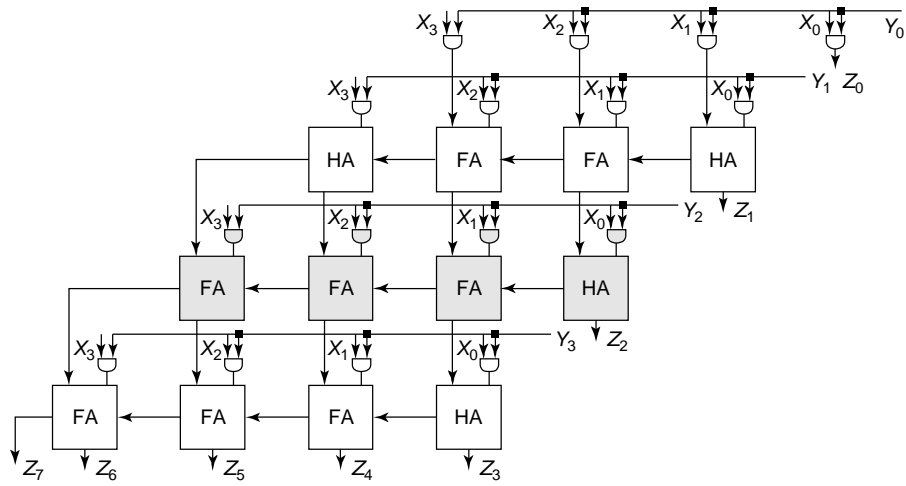 X3 X2 X1 X0 Y0
X3 X2 X1 X0 Y1 Z0
HA FA FA HA
X3 X2 X1 X0 Y2 Z1
FA FA FA HA
X3 X2 X1 X0 Y3 Z2
FA FA FA HA
Z7 Z6 Z5 Z4 Z3